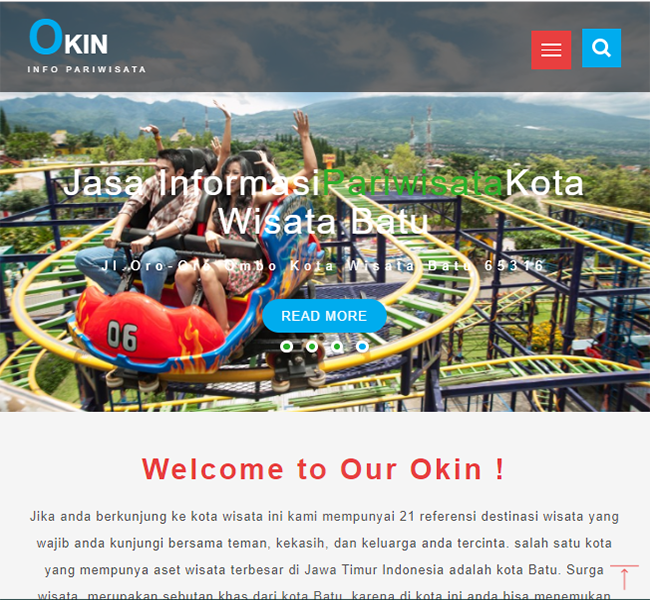 OKIN
INFO PARIWISATA
Jasa InformasiPariwisataKota
Wisata Batu
Jl.Oro-Oro Ombo Kota Wisata Batu 65316
06
READ MORE
Welcome to Our Okin !
Jika anda berkunjung ke kota wisata ini kami mempunyai 21 referensi destinasi wisata yang
wajib anda kunjungi bersama teman, kekasih, dan keluarga anda tercinta. salah satu kota
yang mempunya aset wisata terbesar di Jawa Timur Indonesia adalah kota Batu. Surga
wisata, merupakan sebutan khas dari kota Batu, karena di kota ini anda bisa menemukan